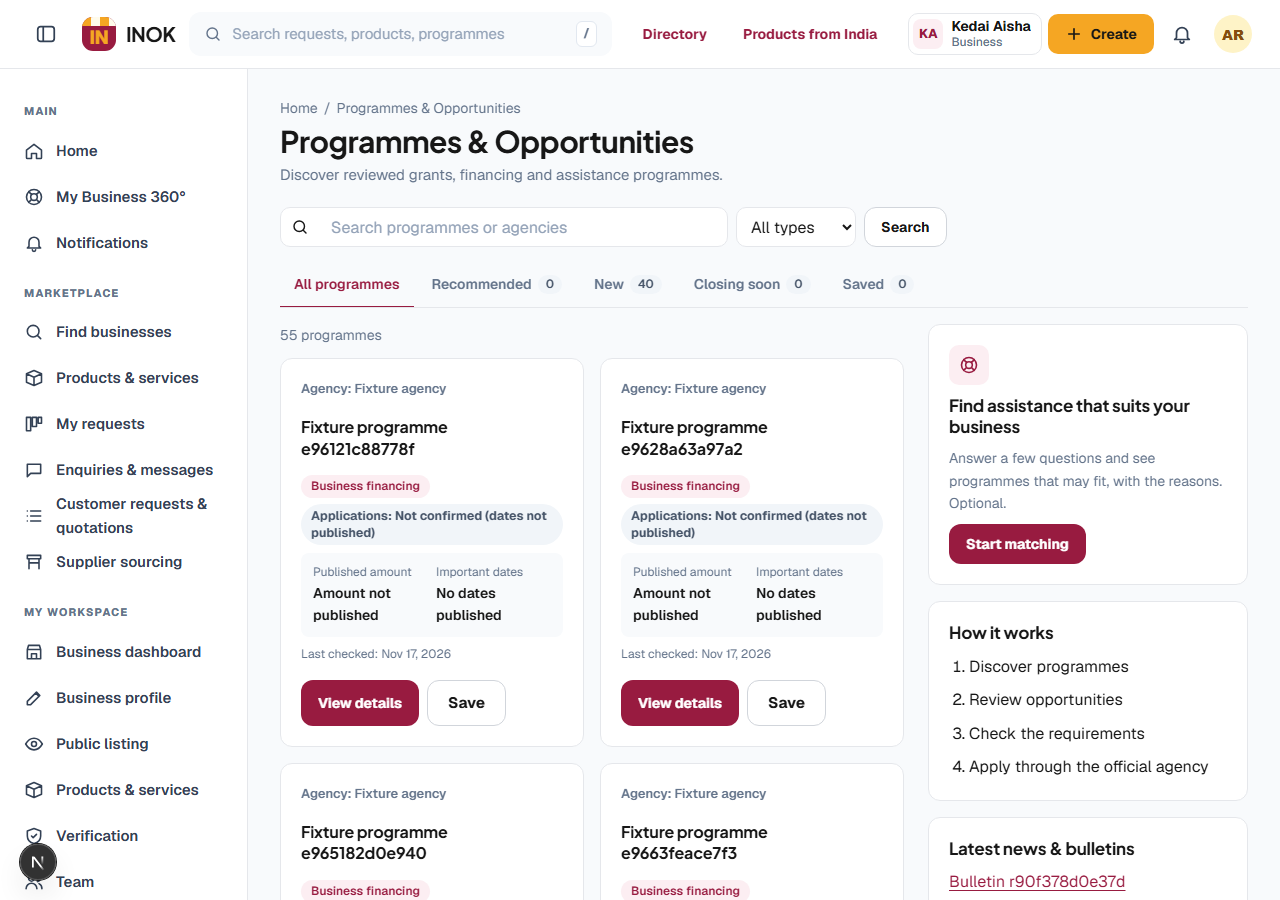 IN INOK
Search requests, products, programmes /
Directory
Products from India
KA
Kedai Aisha
Business
Create
AR
MAIN
Home
My Business 360°
Notifications
MARKETPLACE
Find businesses
Products & services
My requests
Enquiries & messages
Customer requests &
quotations
Supplier sourcing
MY WORKSPACE
Business dashboard
Business profile
Public listing
Products & services
Verification
N
Team
Home / Programmes & Opportunities
Programmes & Opportunities
Discover reviewed grants, financing and assistance programmes.
Search programmes or agencies
All types
Search
All programmes
Recommended 0
New 40
Closing soon 0
Saved 0
55 programmes
Agency: Fixture agency
Fixture programme
e96121c88778f
Business financing
Applications: Not confirmed (dates not
published)
Published amount
Amount not
published
Important dates
No dates
published
Last checked: Nov 17, 2026
View details
Save
Agency: Fixture agency
Fixture programme
e9628a63a97a2
Business financing
Applications: Not confirmed (dates not
published)
Published amount
Amount not
published
Important dates
No dates
published
Last checked: Nov 17, 2026
View details
Save
Agency: Fixture agency
Fixture programme
e965182d0e940
Business financing
Agency: Fixture agency
Fixture programme
e9663feace7f3
Business financing
Find assistance that suits your
business
Answer a few questions and see
programmes that may fit, with the reasons.
Optional.
Start matching
How it works
1. Discover programmes
2. Review opportunities
3. Check the requirements
4. Apply through the official agency
Latest news & bulletins
Bulletin r90f378d0e37d